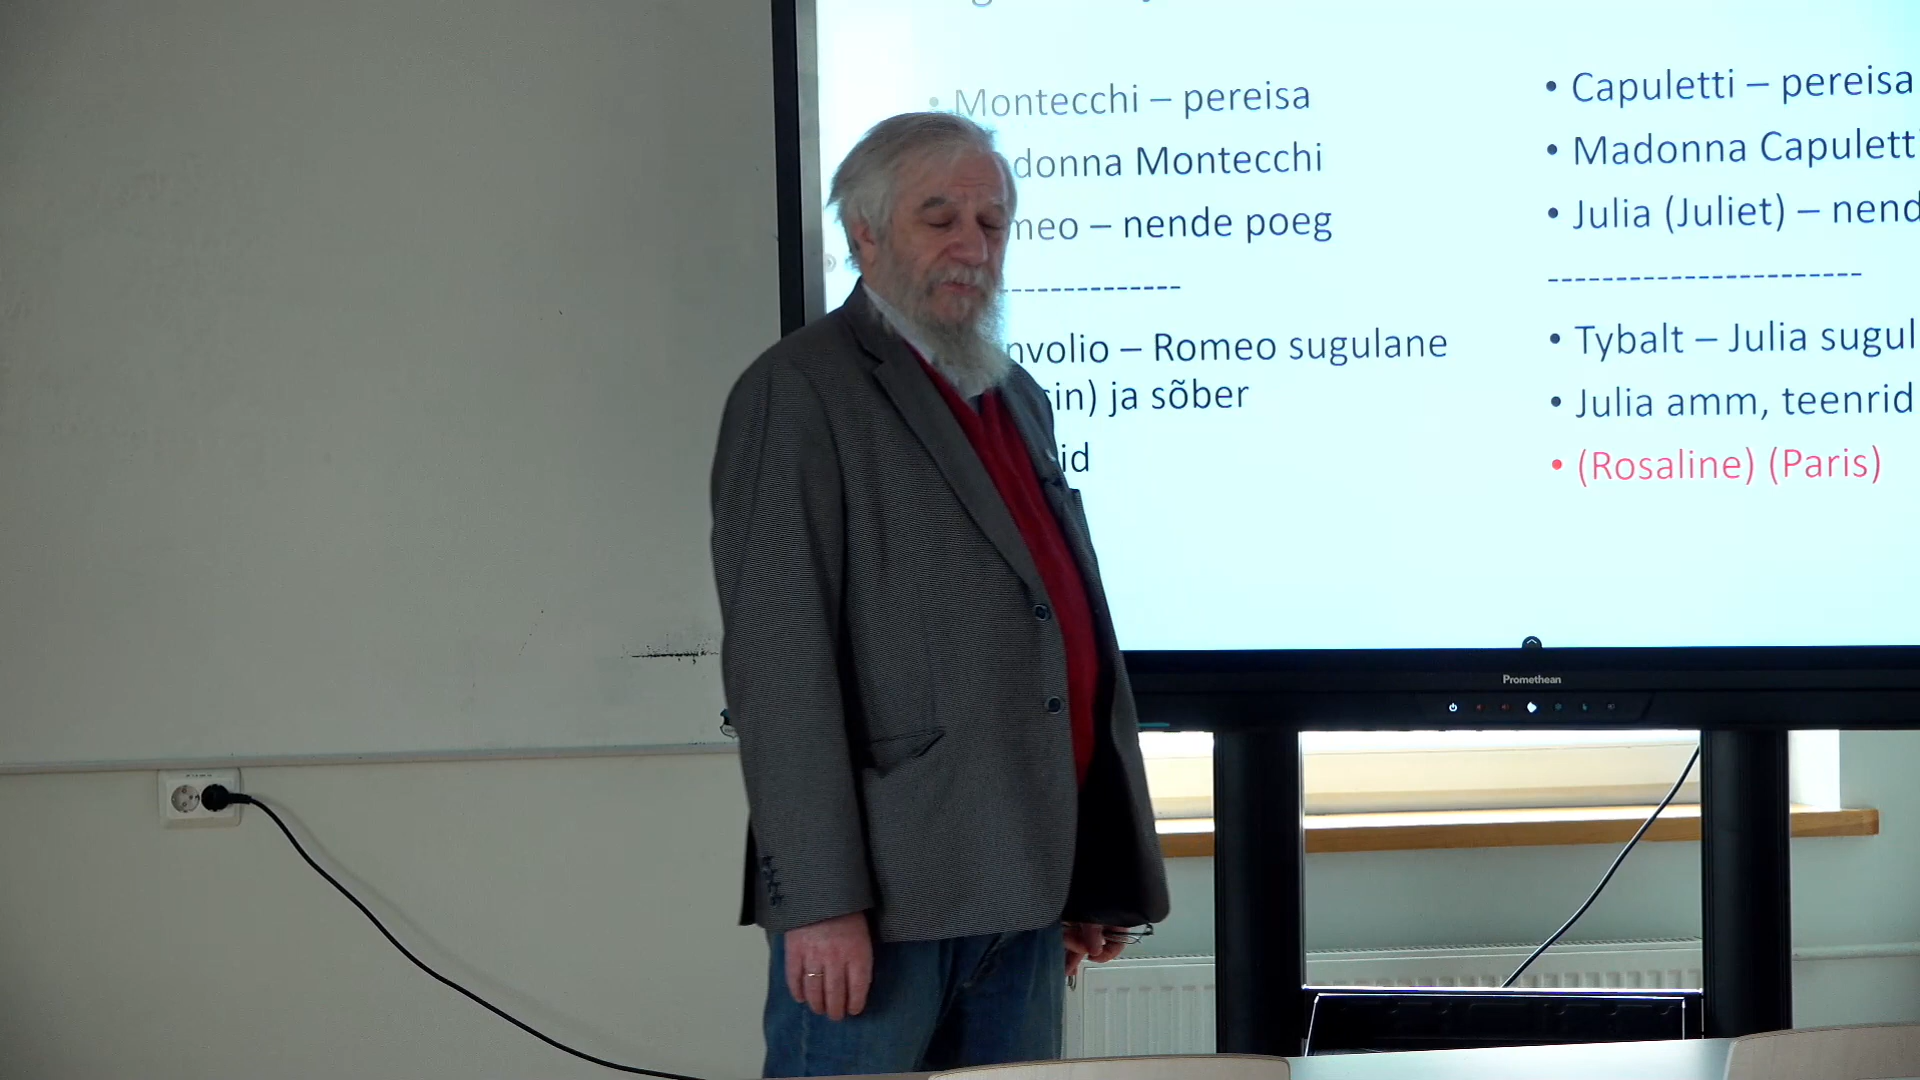 Montecchi – pereisa
donna Montecchi
meo – nende poeg
--------------
nvolio – Romeo sugulane
sin) ja sõber
id
• Capuletti – pereisa
• Madonna Capulett
• Julia (Juliet) – nend
-----------------------
• Tybalt – Julia sugul
• Julia amm, teenrid
• (Rosaline) (Paris)
Promethean